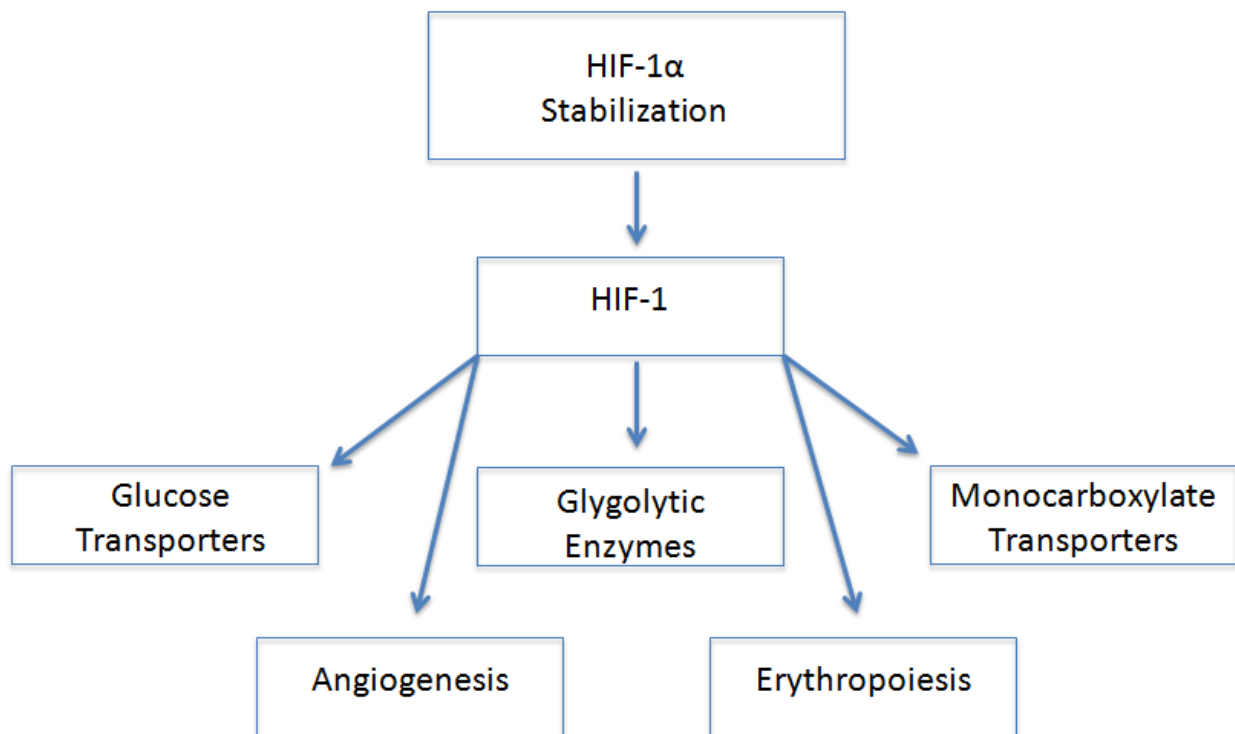 HIF-1α
Stabilization
HIF-1
Glucose
Transporters
Glygolytic
Enzymes
Monocarboxylate
Transporters
Angiogenesis
Erythropoiesis